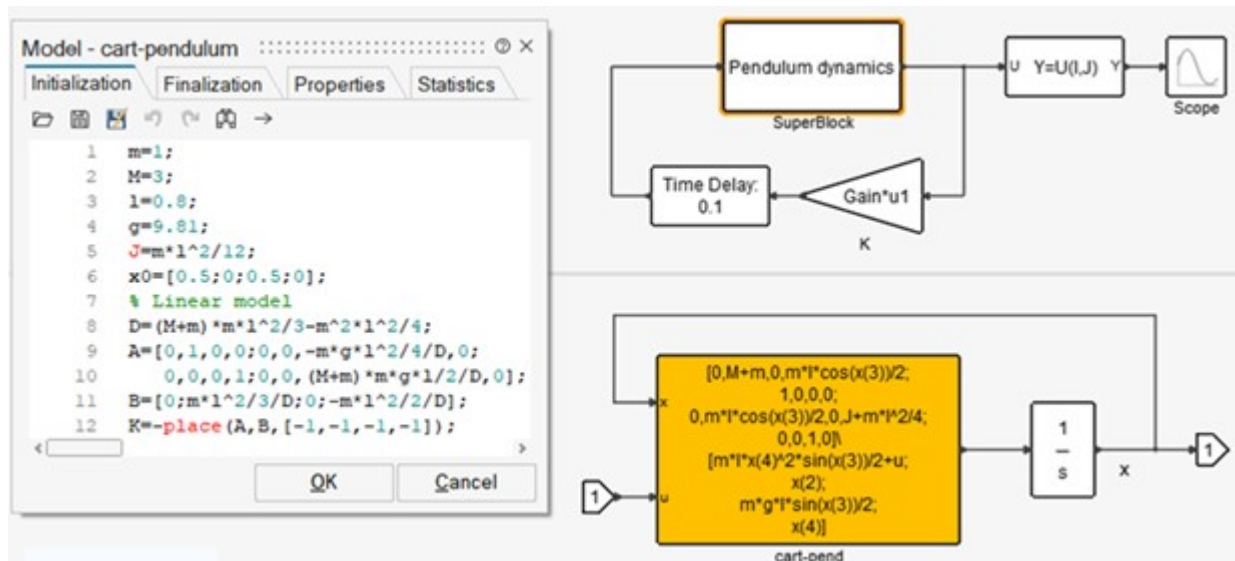 Model - cart-pendulum
Initialization Finalization Properties Statistics
1 m=1;
2 M=3;
3 l=0.8;
4 g=9.81;
5 J=m*l^2/12;
6 x0=[0.5;0;0.5;0];
7 % Linear model
8 D=(M+m)*m*l^2/3-m^2*l^2/4;
9 A=[0,1,0,0;0,0,-m*g*l^2/4/D,0;
10 0,0,0,1;0,0,(M+m)*m*g*l/2/D,0];
11 B=[0;m*l^2/3/D;0;-m*l^2/2/D];
12 K=-place(A,B,[-1,-1,-1,-1]);
OK Cancel
Pendulum dynamics
SuperBlock
U Y=U(I,J) Y
Scope
Time Delay:
0.1
Gain*u1
K
[0,M+m,0,m*l*cos(x(3))/2;
1,0,0,0;
0,m*l*cos(x(3))/2,0,J+m*l^2/4;
0,0,1,0]\
[m*l*x(4)^2*sin(x(3))/2+u;
x(2);
m*g*l*sin(x(3))/2;
x(4)]
x
u
cart-pend
1
1
s
x
1